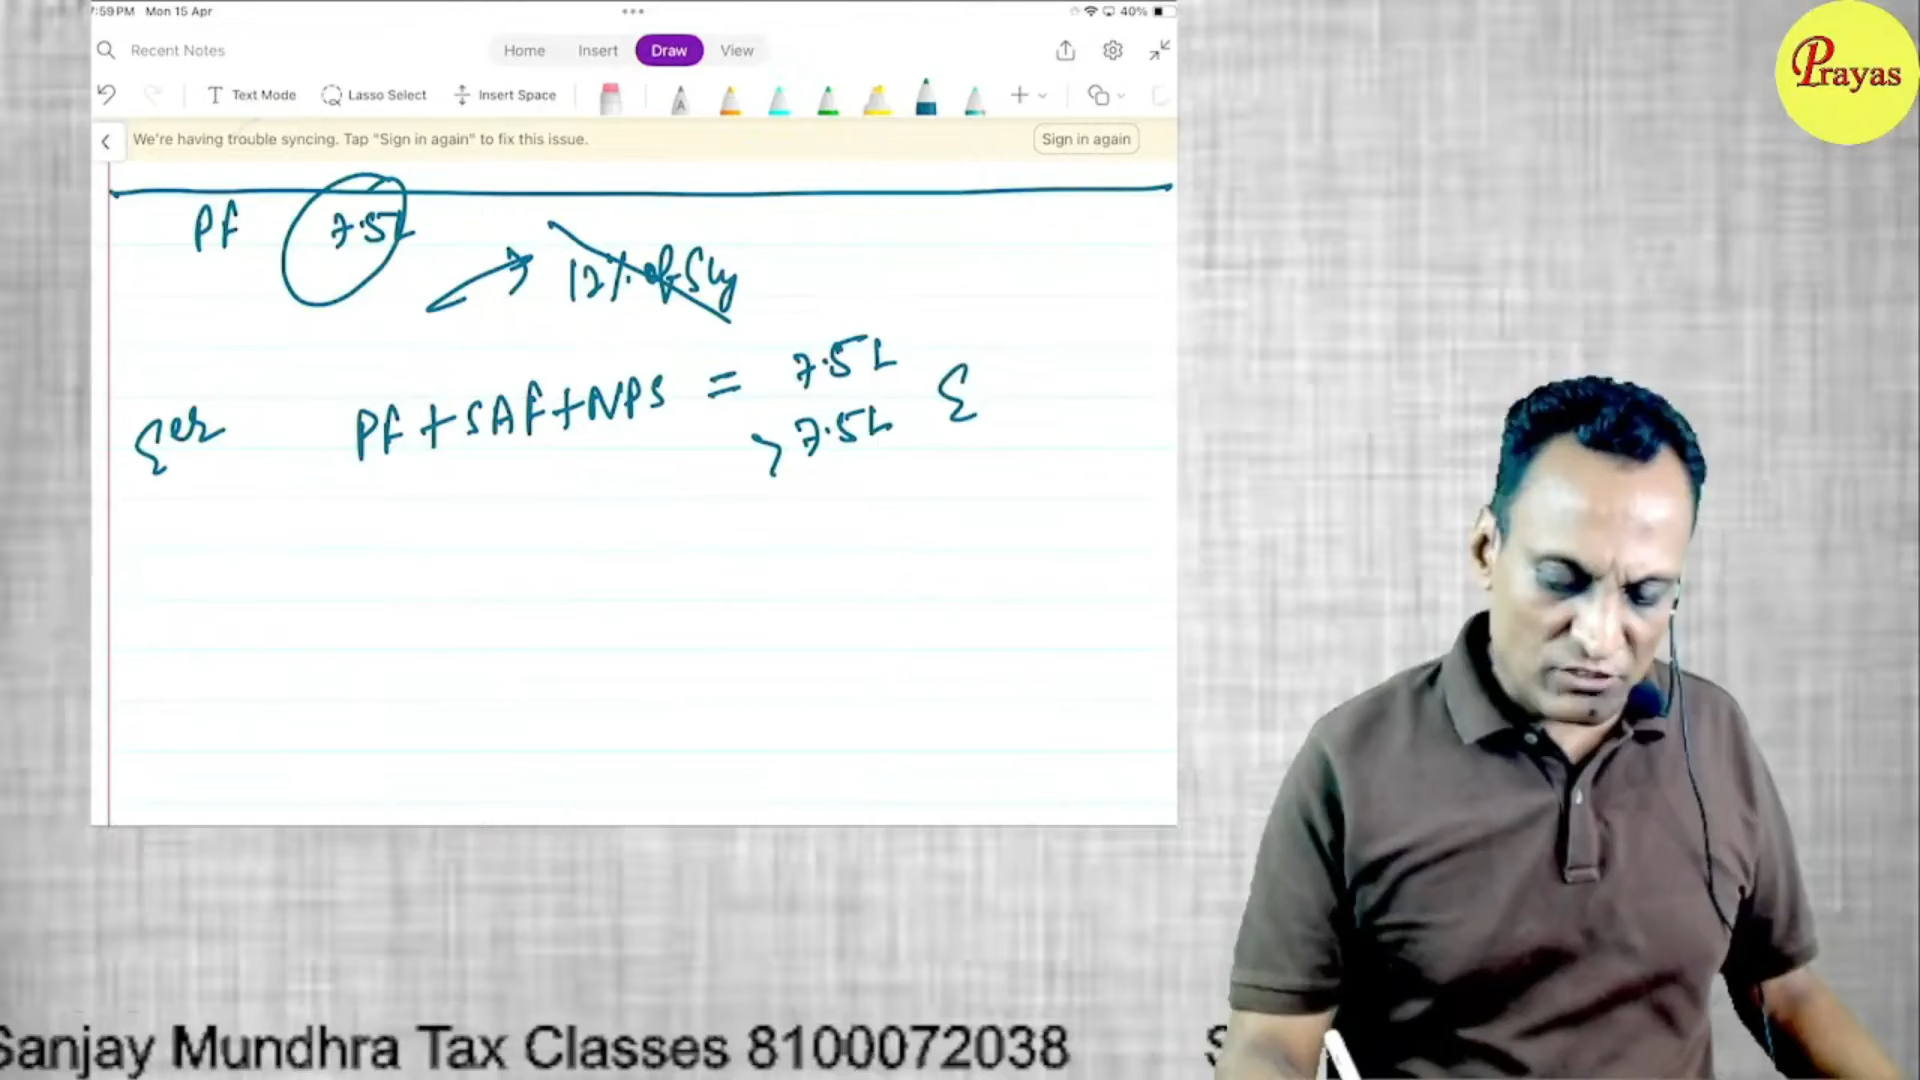 7:59 PM Mon 15 Apr
40%
Recent Notes
Home Insert Draw View
Text Mode Lasso Select Insert Space
A
We're having trouble syncing. Tap "Sign in again" to fix this issue.
Sign in again
Prayas
PF 7.5L
12% of Sly
Eer PF + SAF + NPS = 7.5L
> 7.5L E
Sanjay Mundhra Tax Classes 8100072038 S